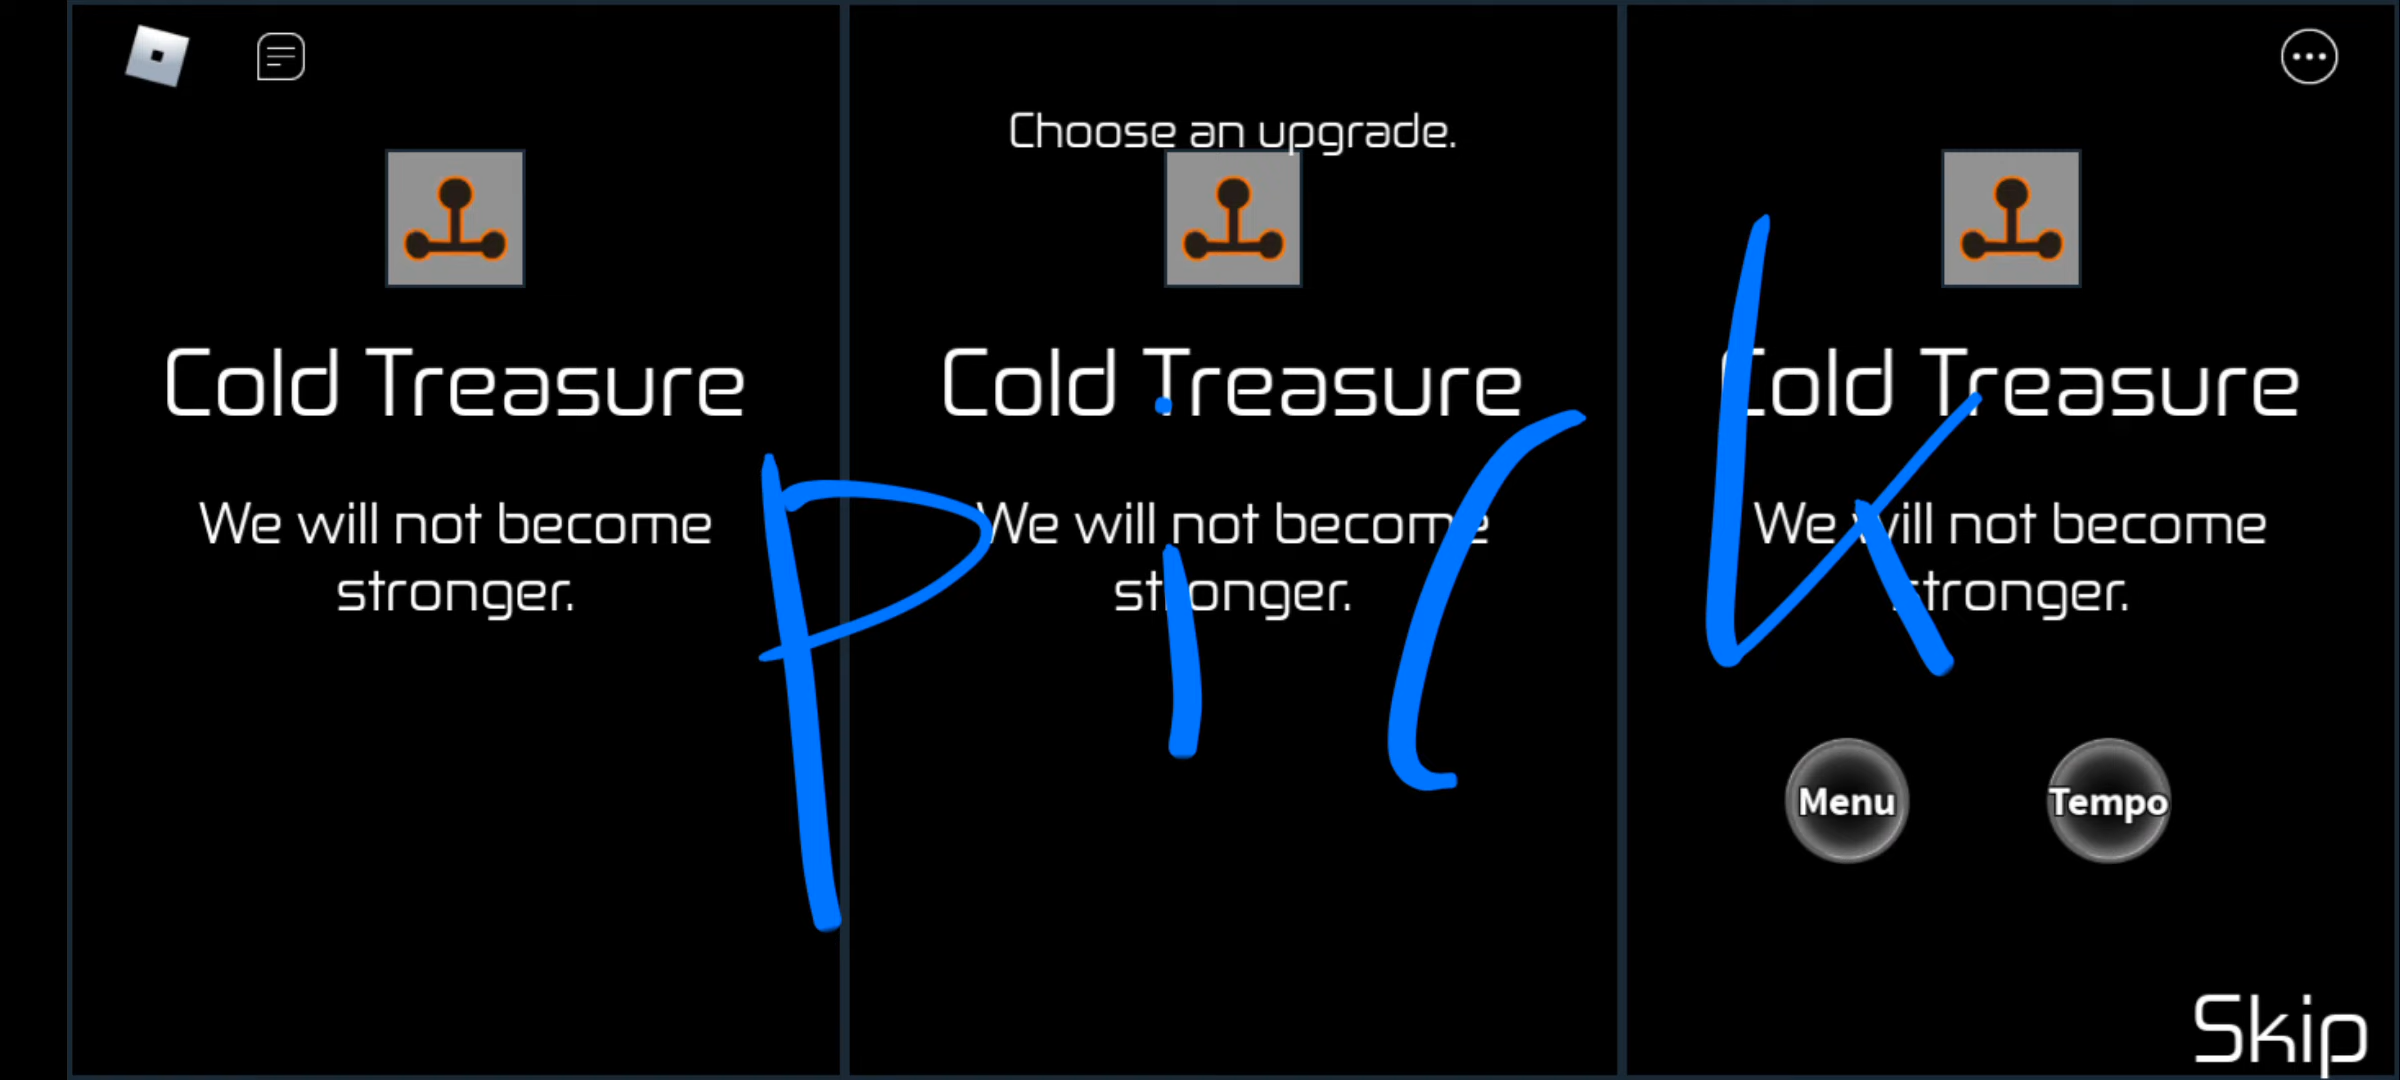 Choose an upgrade.
Cold Treasure
We will not become
stronger.
Cold Treasure
We will not become
stronger.
Cold Treasure
We will not become
stronger.
pick
Menu
Tempo
Skip